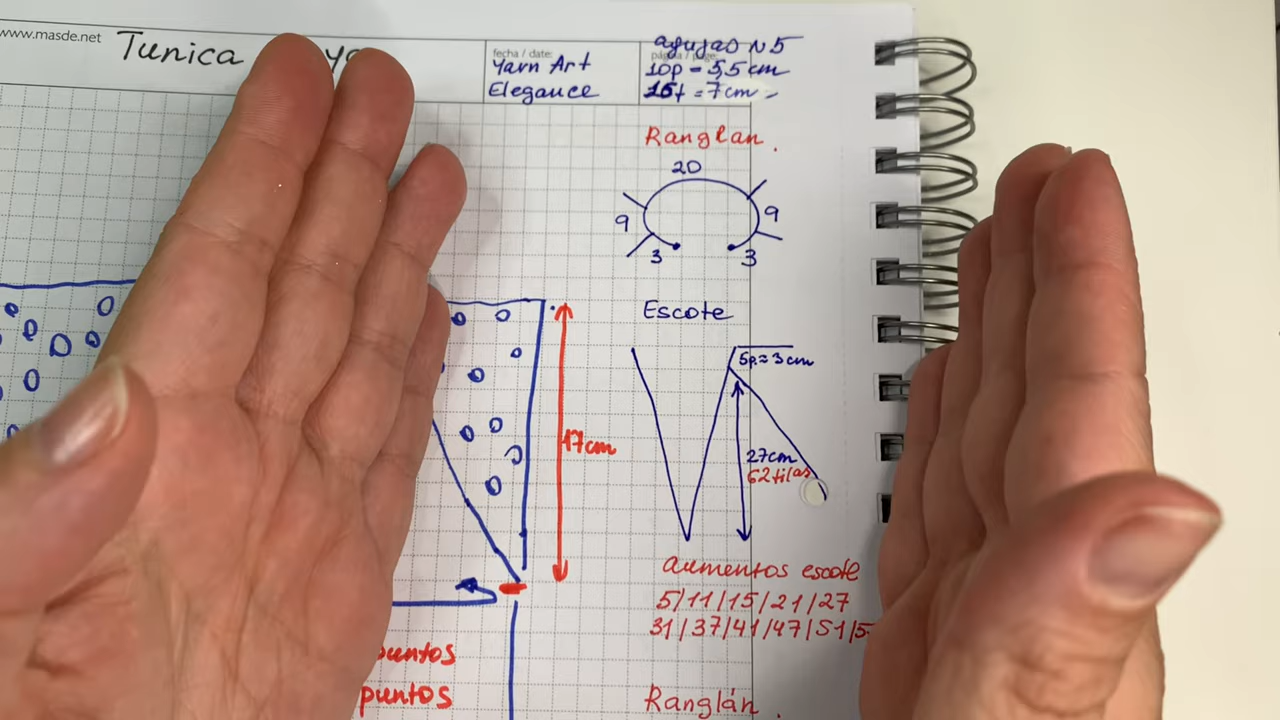 www.masde.net
Tunica
fecha / date:
Yarn Art
Elegance
agujas N5
10p = 5,5 cm
= 7cm
Ranglan.
20
9
9
3
3
Escote
5p ≈ 3cm
17cm
27cm
62 filas
aumentos escote
5/11/15/21/27
31/37/41/47/51/5
puntos
puntos
Ranglán.